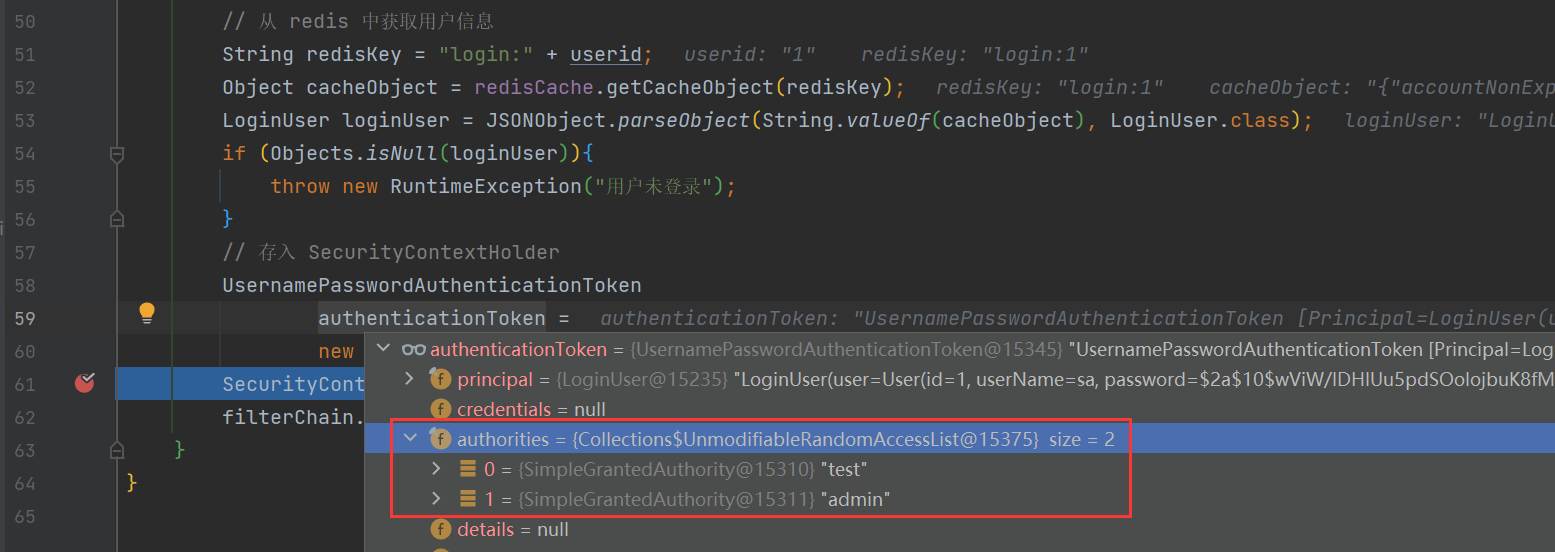 50 // 从 redis 中获取用户信息
51 String redisKey = "login:" + userid; userid: "1" redisKey: "login:1"
52 Object cacheObject = redisCache.getCacheObject(redisKey); redisKey: "login:1" cacheObject: "{"accountNonExp
53 LoginUser loginUser = JSONObject.parseObject(String.valueOf(cacheObject), LoginUser.class); loginUser: "LoginU
54 if (Objects.isNull(loginUser)){
55 throw new RuntimeException("用户未登录");
56 }
57 // 存入 SecurityContextHolder
58 UsernamePasswordAuthenticationToken
59 authenticationToken = authenticationToken: "UsernamePasswordAuthenticationToken [Principal=LoginUser(u
60 new
authenticationToken = {UsernamePasswordAuthenticationToken@15345} "UsernamePasswordAuthenticationToken [Principal=Log
61 SecurityCont
principal = {LoginUser@15235} "LoginUser(user=User(id=1, userName=sa, password=$2a$10$wViW/
62 filterChain.
credentials = null
63 }
authorities = {Collections$UnmodifiableRandomAccessList@15375} size = 2
0 = {SimpleGrantedAuthority@15310} "test"
64 }
1 = {SimpleGrantedAuthority@15311} "admin"
65
details = null